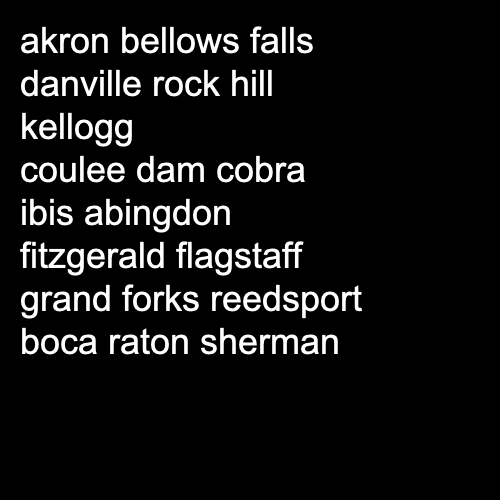 akron bellows falls
danville rock hill
kellogg
coulee dam cobra
ibis abingdon
fitzgerald flagstaff
grand forks reedsport
boca raton sherman